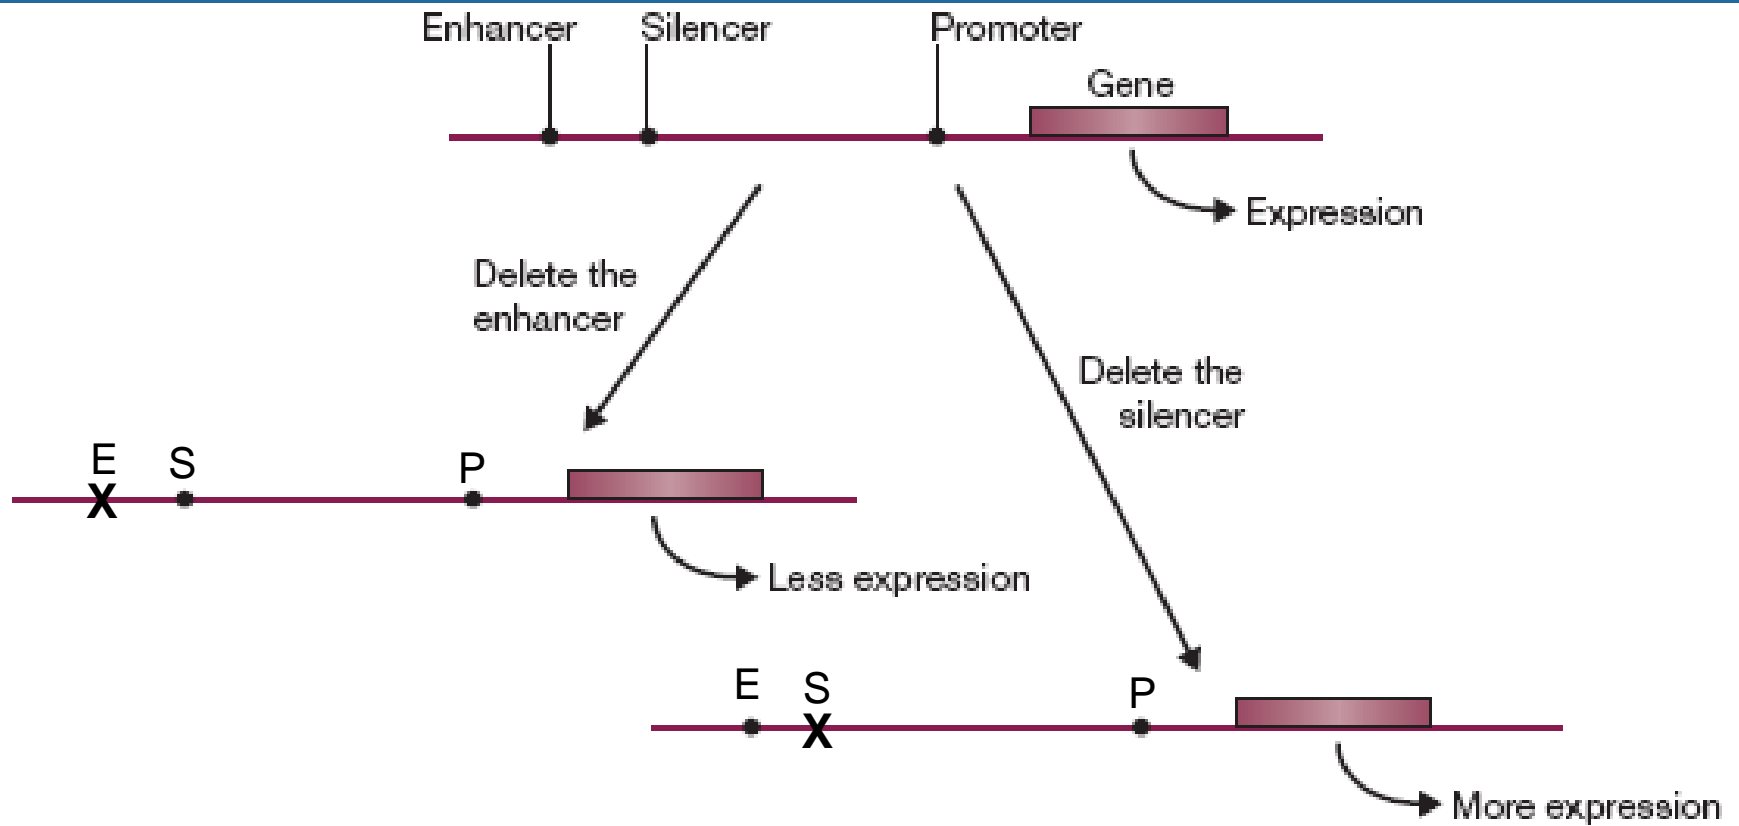 Enhancer Silencer Promoter
Gene
Expression
Delete the
enhancer
Delete the
silencer
E S P
X
Less expression
E S P
X
More expression